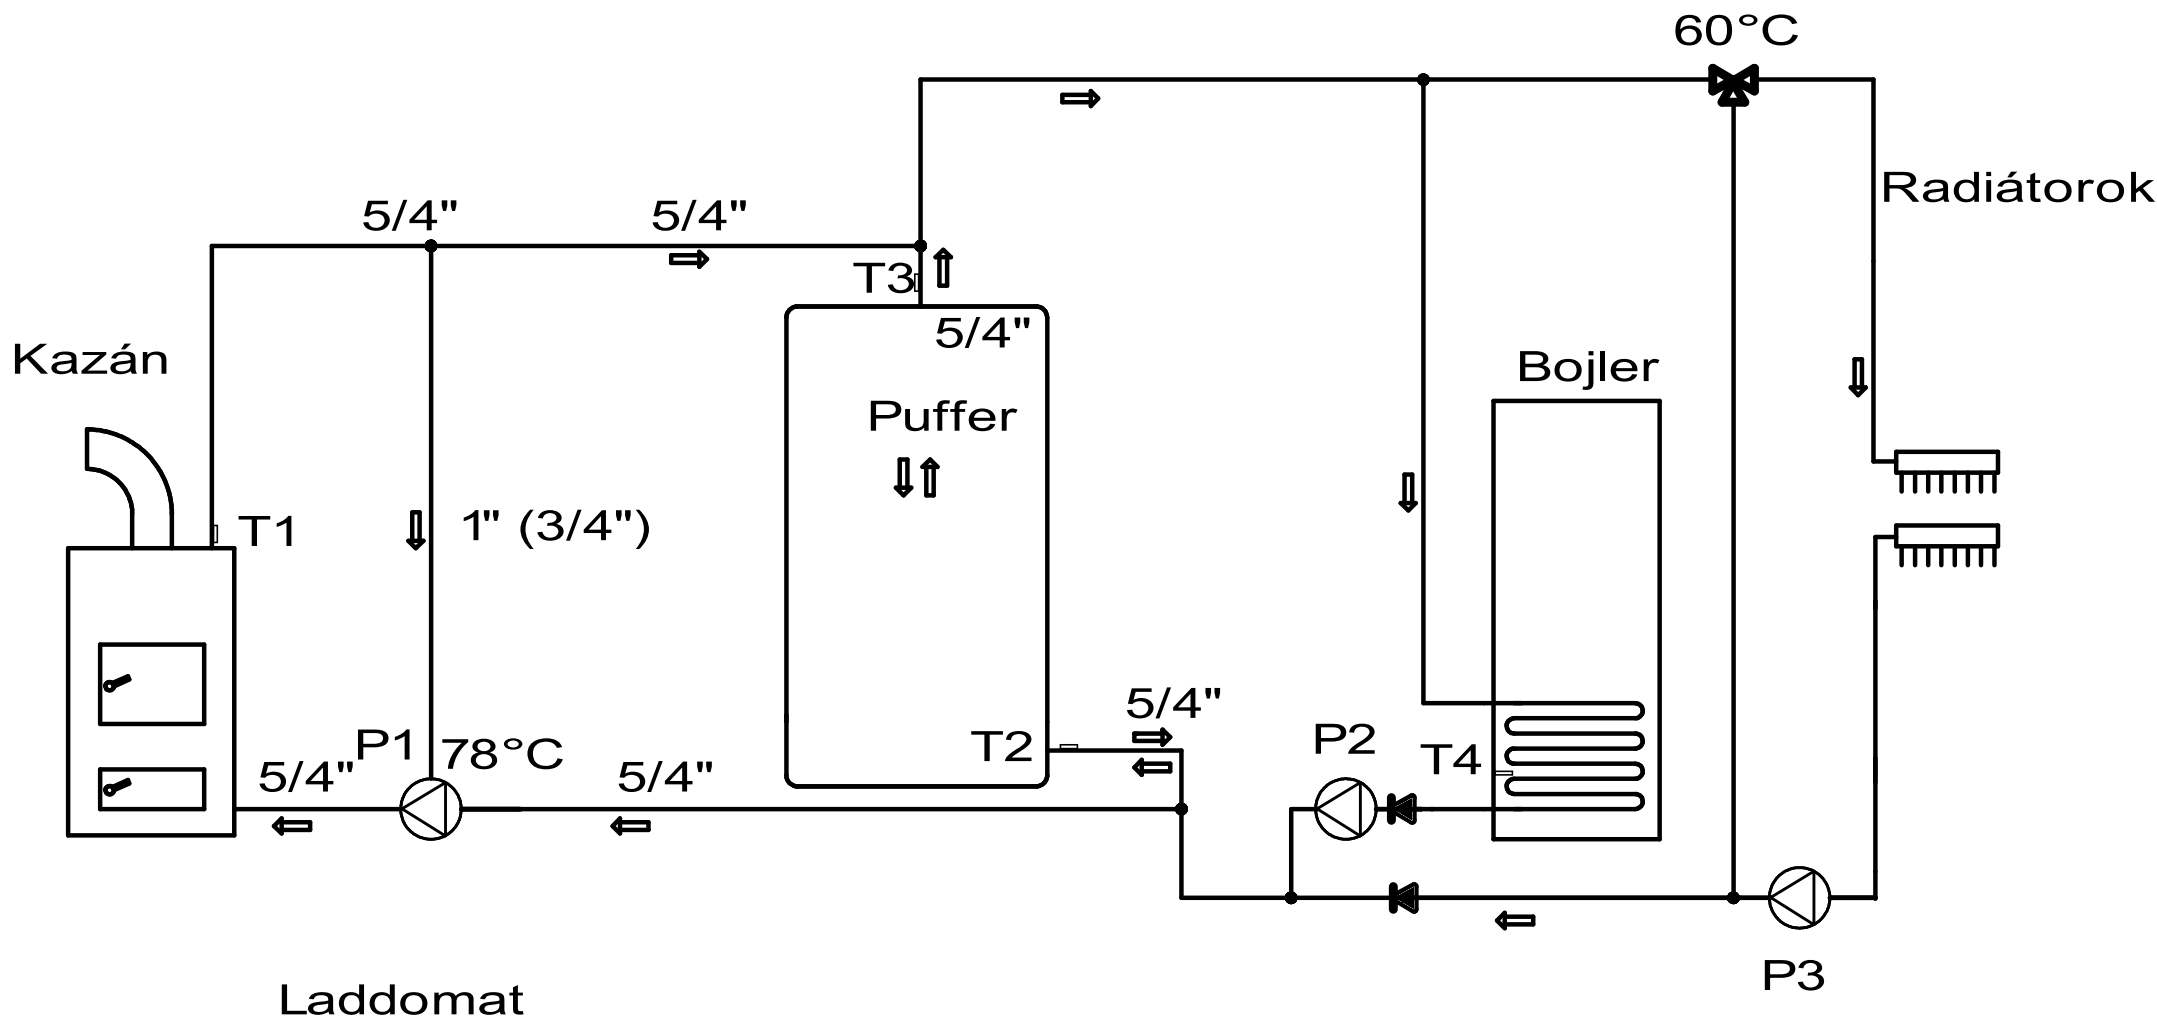 60°C
Radiátorok
5/4"
5/4"
T3
5/4"
Kazán
Bojler
Puffer
T1
1" (3/4")
5/4"
P1
78°C
5/4"
5/4"
T2
P2
T4
P3
Laddomat